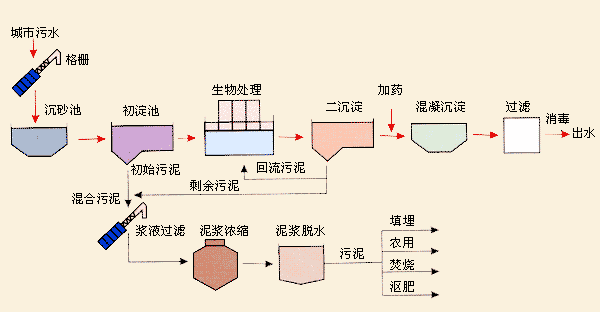 城市污水
格栅
沉砂池
初淀池
生物处理
二沉淀
加药
混凝沉淀
过滤
消毒
出水
初始污泥
回流污泥
剩余污泥
混合污泥
浆液过滤
泥浆浓缩
泥浆脱水
污泥
填埋
农用
焚烧
沤肥